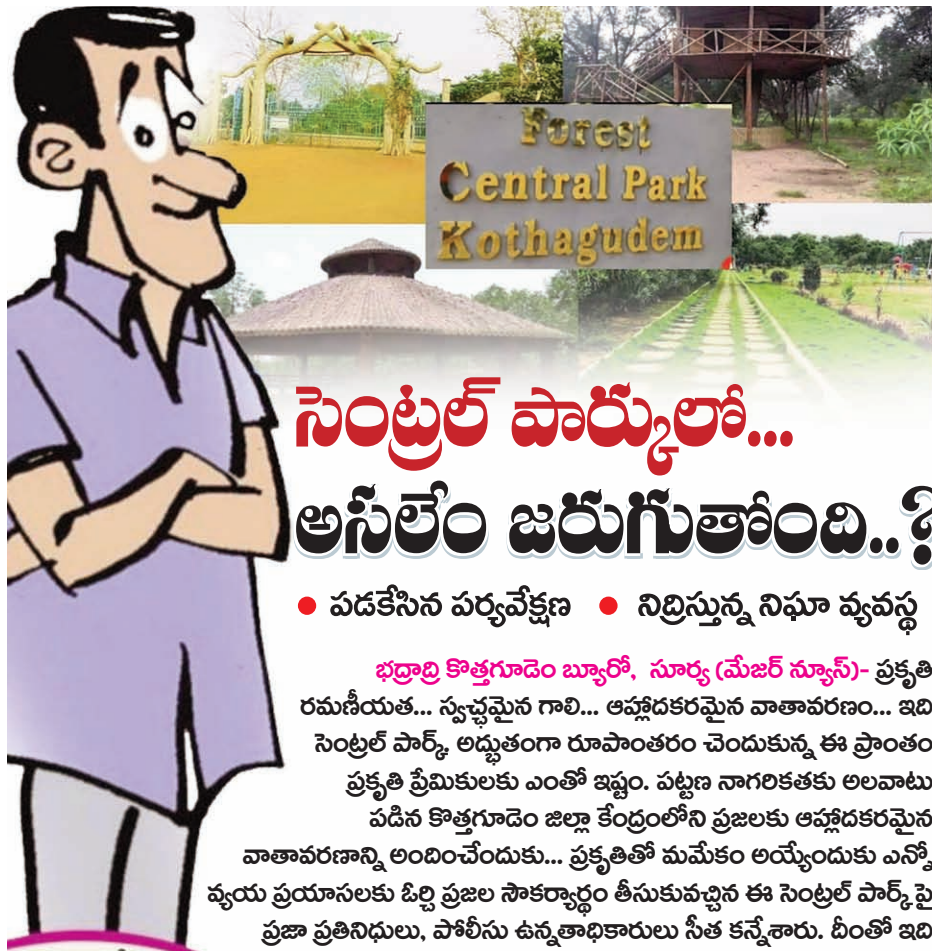 Forest
Central Park
Kothagudem
సెంట్రల్ పార్కులో...
అసలేం జరుగుతోంది..?
• పడకేసిన పర్యవేక్షణ • నిద్రిస్తున్న నిఘా వ్యవస్థ
భద్రాద్రి కొత్తగూడెం బ్యూరో, సూర్య (మేజర్ న్యూస్)- ప్రకృతి
రమణీయత... స్వచ్ఛమైన గాలి... ఆహ్లాదకరమైన వాతావరణం... ఇది
సెంట్రల్ పార్క్. అద్భుతంగా రూపాంతరం చెందుకున్న ఈ ప్రాంతం
ప్రకృతి ప్రేమికులకు ఎంతో ఇష్టం. పట్టణ నాగరికతకు అలవాటు
పడిన కొత్తగూడెం జిల్లా కేంద్రంలోని ప్రజలకు ఆహ్లాదకరమైన
వాతావరణాన్ని అందించేందుకు... ప్రకృతితో మమేకం అయ్యేందుకు ఎన్నో
వ్యయ ప్రయాసలకు ఓర్చి ప్రజల సౌకర్యార్థం తీసుకువచ్చిన ఈ సెంట్రల్ పార్క్‌పై
ప్రజా ప్రతినిధులు, పోలీసు ఉన్నతాధికారులు సీత కన్నేశారు. దీంతో ఇది